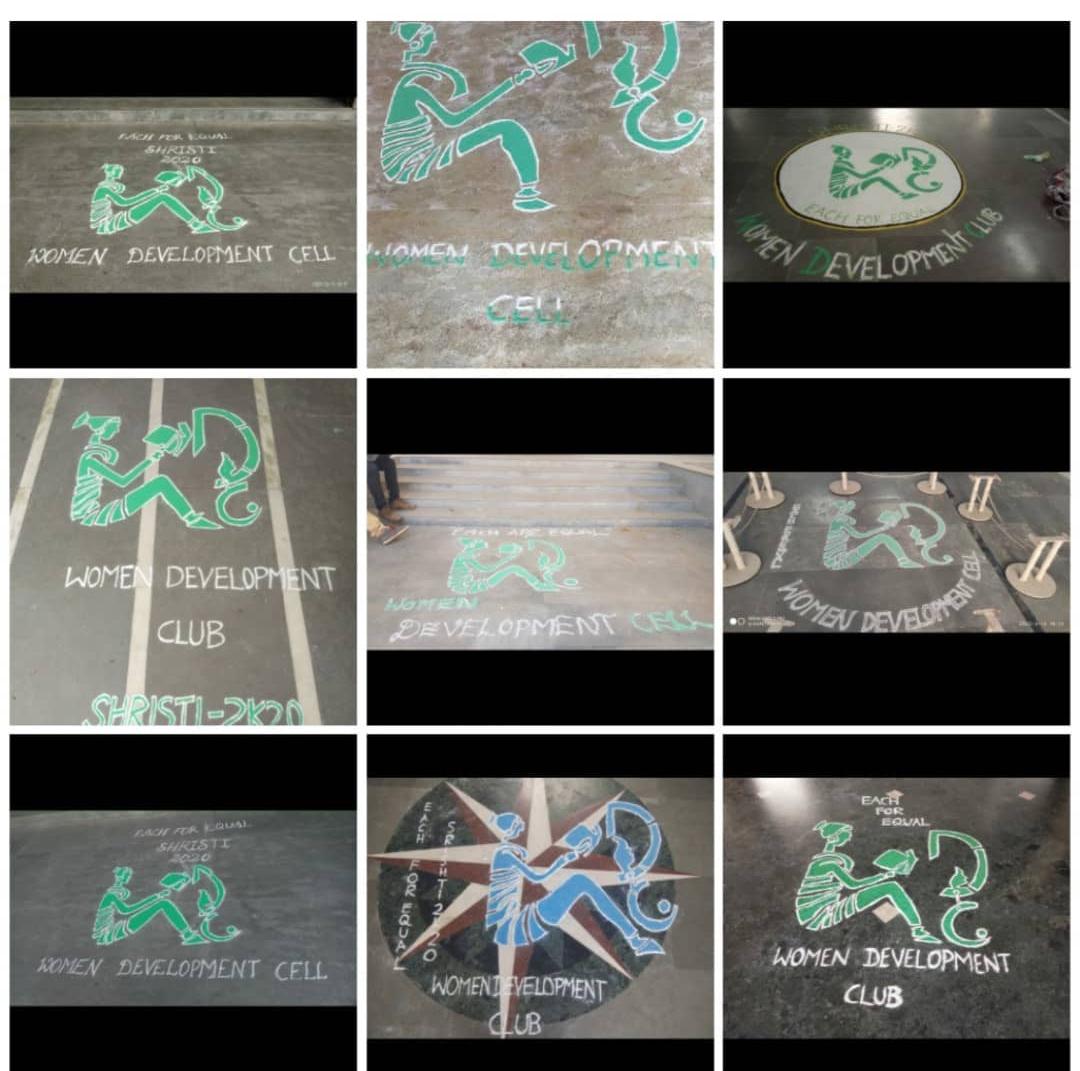 EACH FOR EQUAL
SHRISTI
2020
WOMEN DEVELOPMENT CELL
WOMEN DEVELOPMENT
CELL
EACH FOR EQUAL
WOMEN DEVELOPMENT CLUB
WOMEN DEVELOPMENT
CLUB
SHRISTI-2K20
EACH ARE EQUAL
WOMEN
DEVELOPMENT CELL
WOMEN DEVELOPMENT CELL
EACH FOR EQUAL
SHRISTI
2020
WOMEN DEVELOPMENT CELL
EACH FOR EQUAL
SRISHTI 2K20
WOMEN DEVELOPMENT
CLUB
EACH
FOR
EQUAL
WOMEN DEVELOPMENT
CLUB